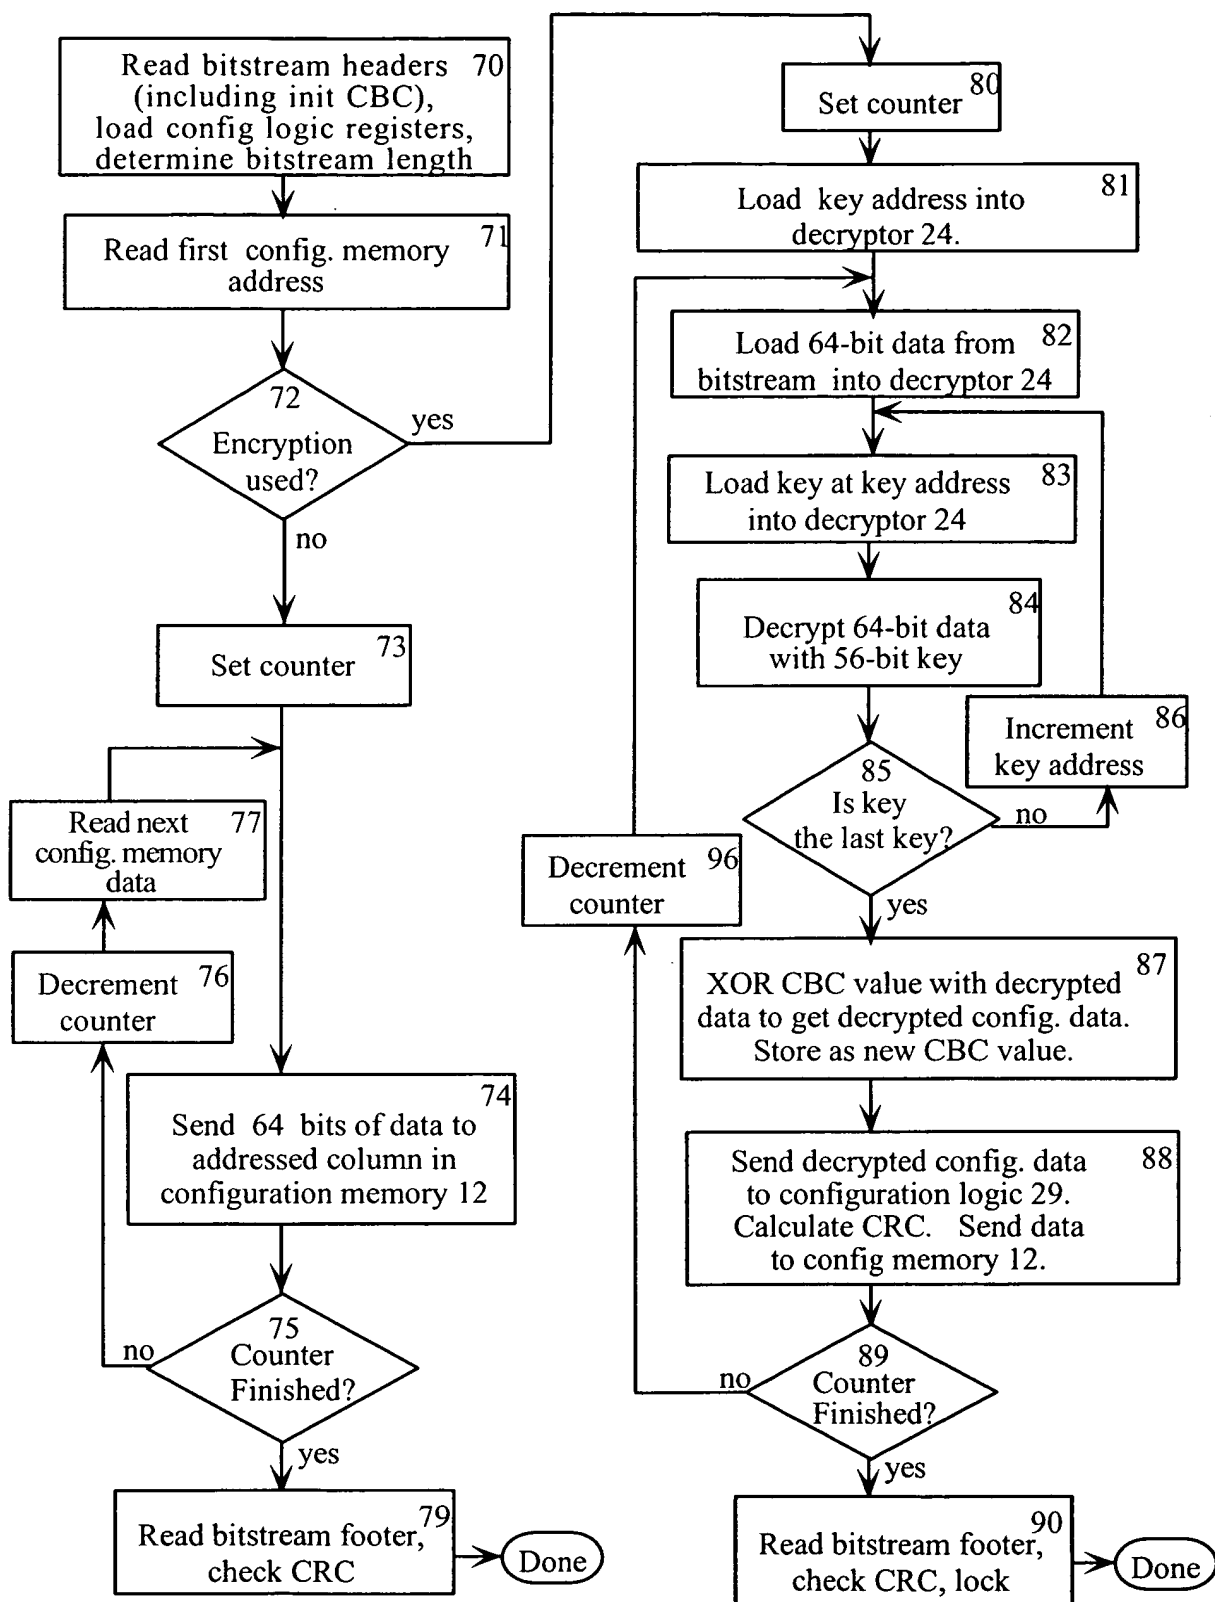 Read bitstream headers 70
(including init CBC),
load config logic registers,
determine bitstream length
71
Read first config. memory
address
72
Encryption
used?
yes
no
73
Set counter
77
Read next
config. memory
data
76
Decrement
counter
74
Send 64 bits of data to
addressed column in
configuration memory 12
75
Counter
Finished?
no
yes
79
Read bitstream footer,
check CRC
Done
80
Set counter
81
Load key address into
decryptor 24.
82
Load 64-bit data from
bitstream into decryptor 24
83
Load key at key address
into decryptor 24
84
Decrypt 64-bit data
with 56-bit key
85
Is key
the last key?
no
yes
86
Increment
key address
96
Decrement
counter
87
XOR CBC value with decrypted
data to get decrypted config. data.
Store as new CBC value.
88
Send decrypted config. data
to configuration logic 29.
Calculate CRC. Send data
to config memory 12.
89
Counter
Finished?
no
yes
90
Read bitstream footer,
check CRC, lock
Done